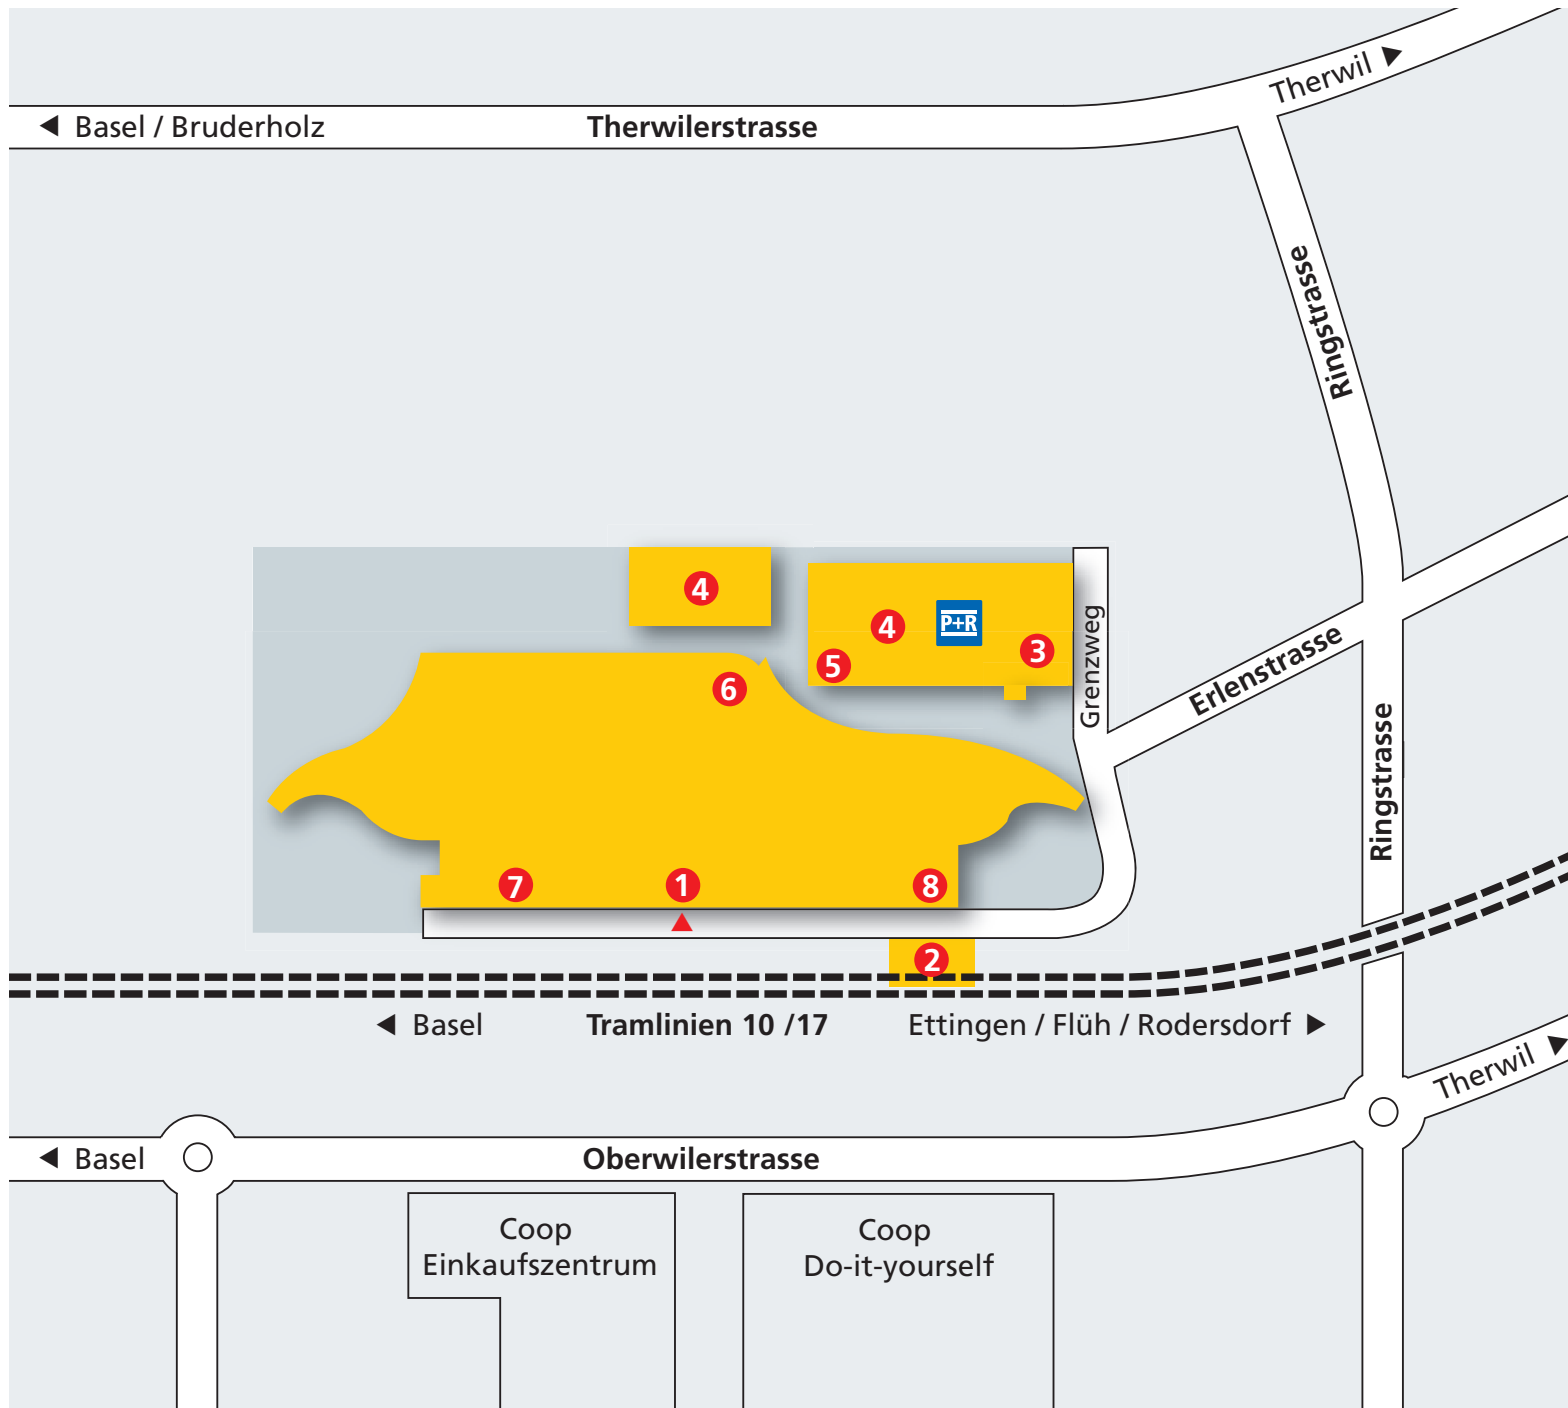 Therwil
Basel / Bruderholz
Therwilerstrasse
Ringstrasse
4
4
P+R
3
5
6
Grenzweg
Erlenstrasse
Ringstrasse
7
1
8
2
Basel
Tramlinien 10 /17
Ettingen / Flüh / Rodersdorf
Therwil
Basel
Oberwilerstrasse
Coop
Einkaufszentrum
Coop
Do-it-yourself